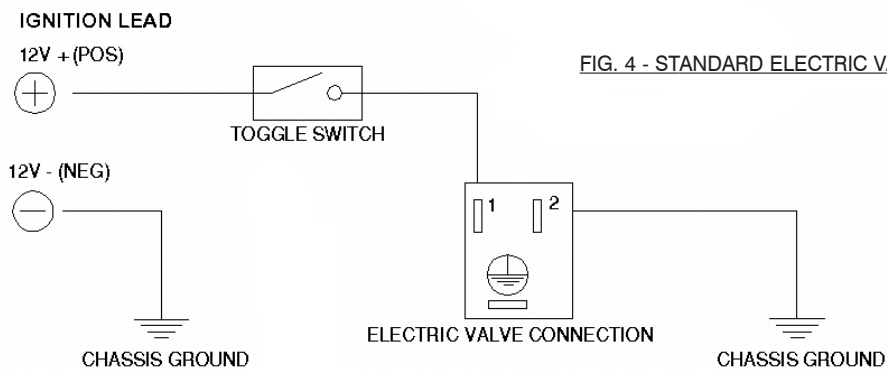 IGNITION LEAD
12V + (POS)
FIG. 4 - STANDARD ELECTRIC
TOGGLE SWITCH
12V - (NEG)
1 2
ELECTRIC VALVE CONNECTION
CHASSIS GROUND
CHASSIS GROUND